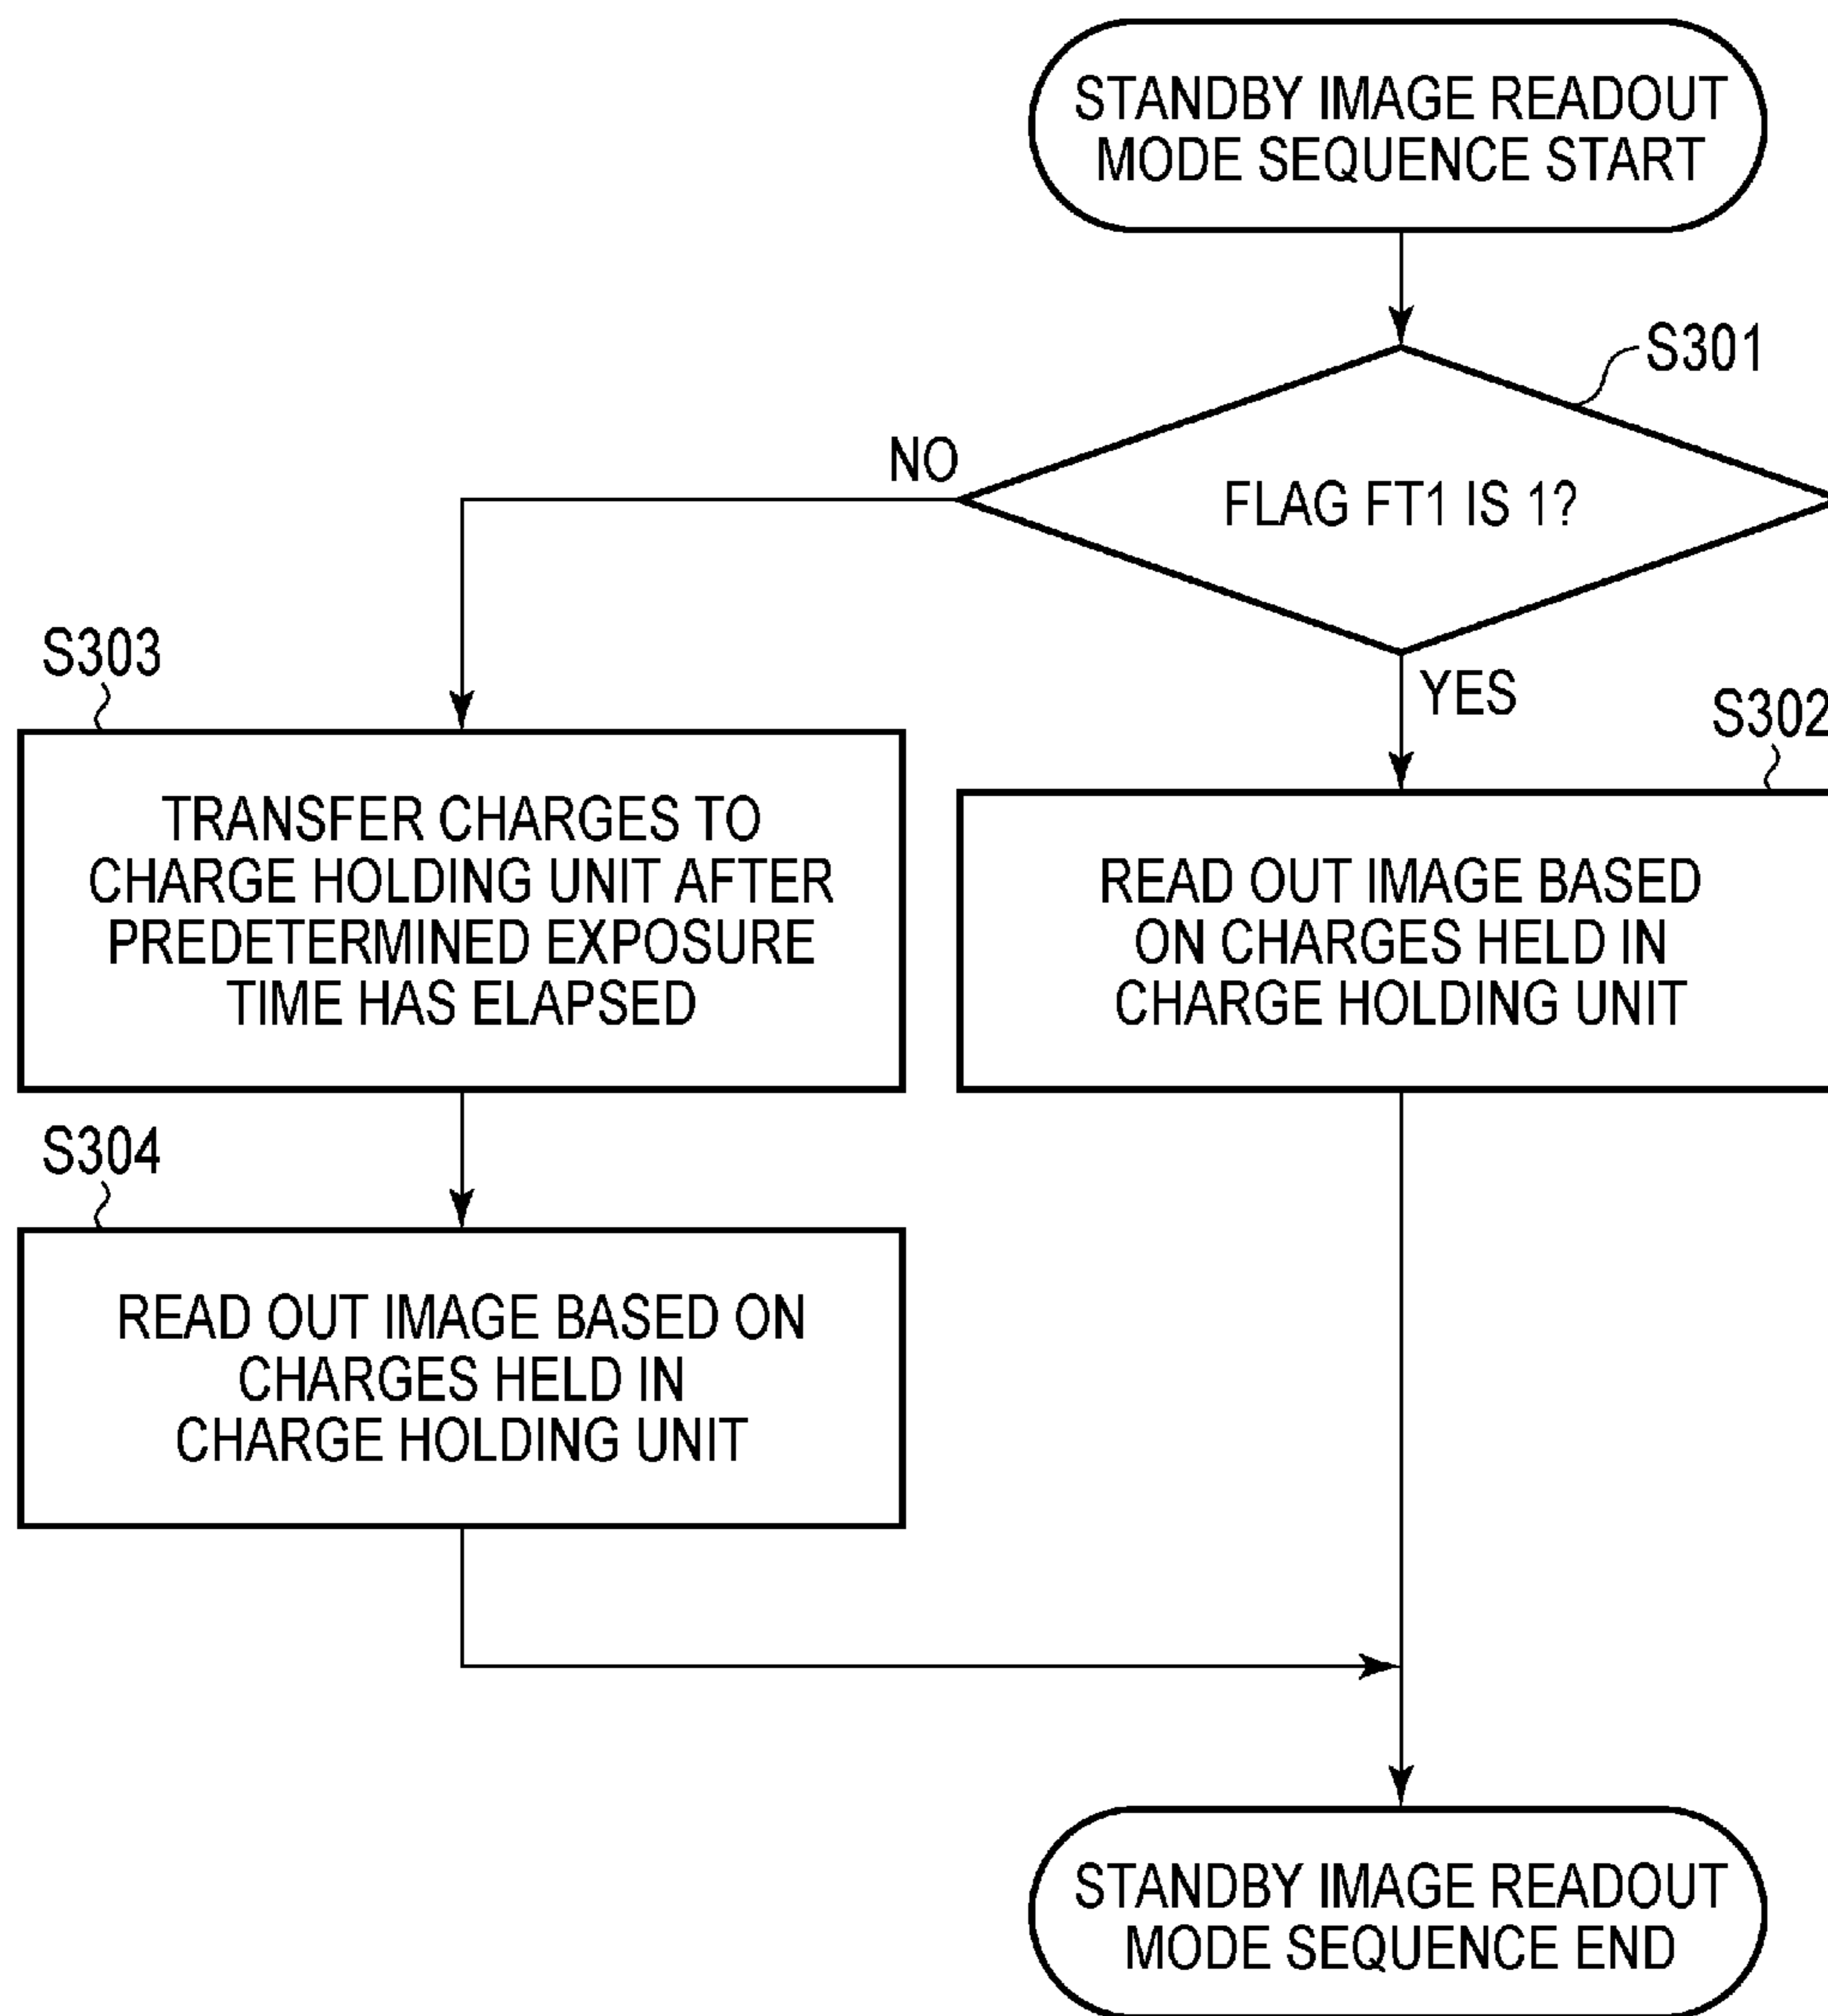 STANDBY IMAGE READOUT
MODE SEQUENCE START
S301
NO
FLAG FT1 IS 1?
YES
S303
TRANSFER CHARGES TO
CHARGE HOLDING UNIT AFTER
PREDETERMINED EXPOSURE
TIME HAS ELAPSED
S302
READ OUT IMAGE BASED
ON CHARGES HELD IN
CHARGE HOLDING UNIT
S304
READ OUT IMAGE BASED ON
CHARGES HELD IN
CHARGE HOLDING UNIT
STANDBY IMAGE READOUT
MODE SEQUENCE END